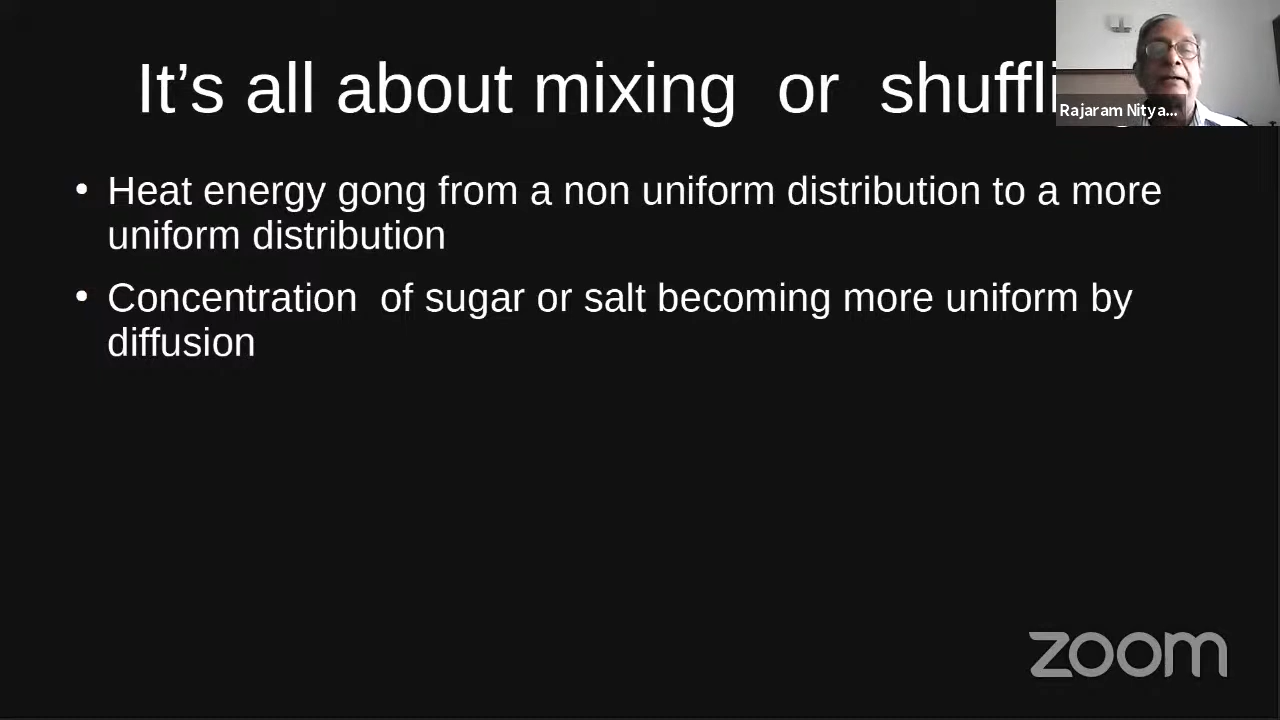 It’s all about mixing or shuffli
Rajaram Nitya...
• Heat energy gong from a non uniform distribution to a more
uniform distribution
• Concentration of sugar or salt becoming more uniform by
diffusion
zoom